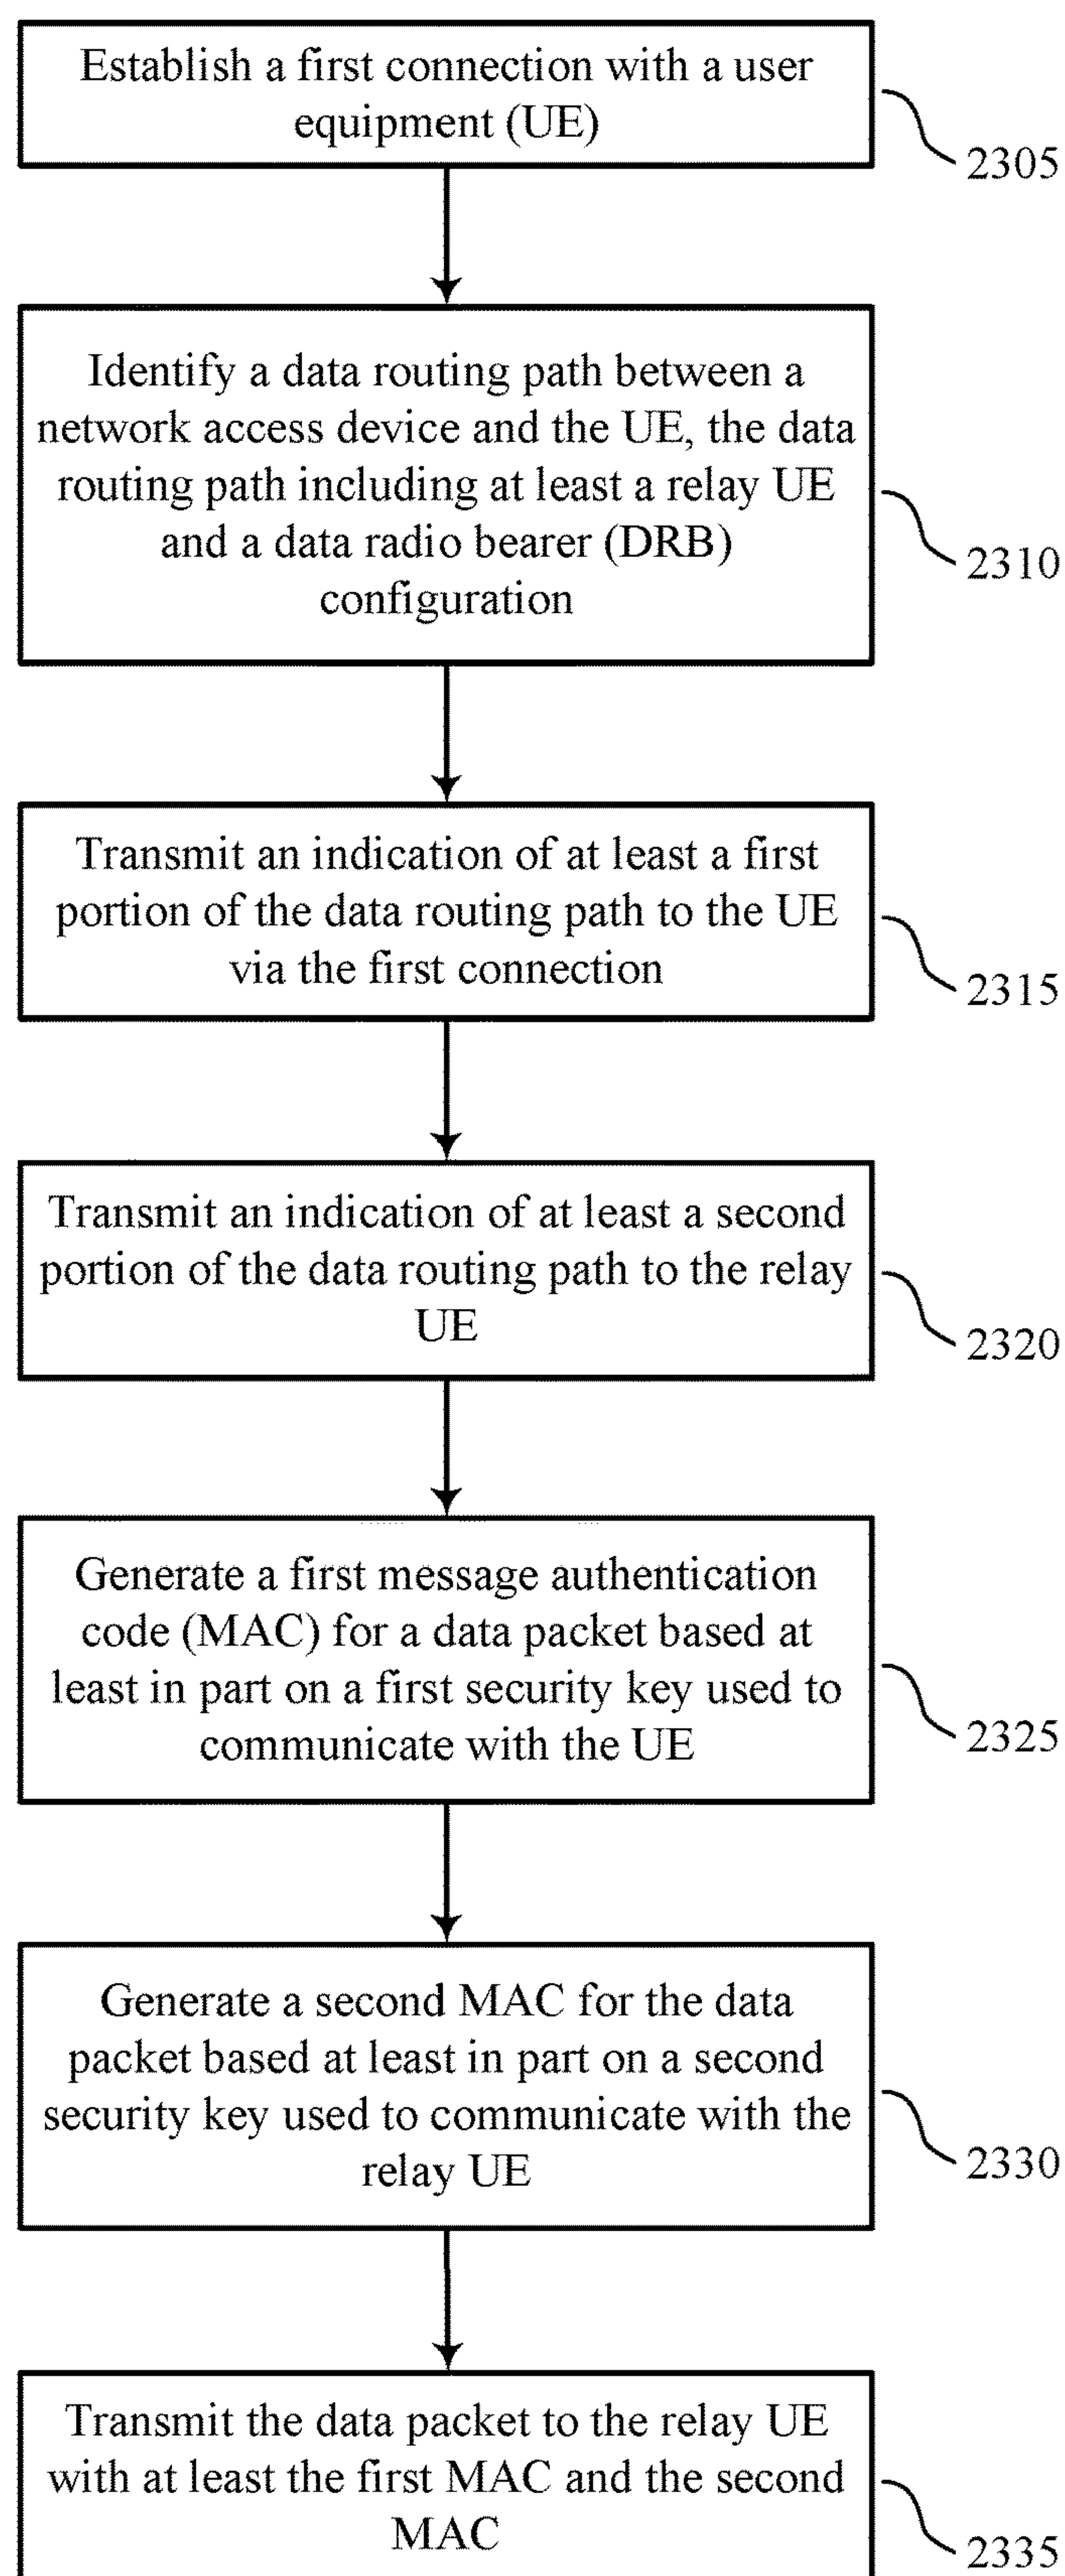 Establish a first connection with a user
equipment (UE)
2305
Identify a data routing path between a
network access device and the UE, the data
routing path including at least a relay UE
and a data radio bearer (DRB)
configuration
2310
Transmit an indication of at least a first
portion of the data routing path to the UE
via the first connection
2315
Transmit an indication of at least a second
portion of the data routing path to the relay
UE
2320
Generate a first message authentication
code (MAC) for a data packet based at
least in part on a first security key used to
communicate with the UE
2325
Generate a second MAC for the data
packet based at least in part on a second
security key used to communicate with the
relay UE
2330
Transmit the data packet to the relay UE
with at least the first MAC and the second
MAC
2335